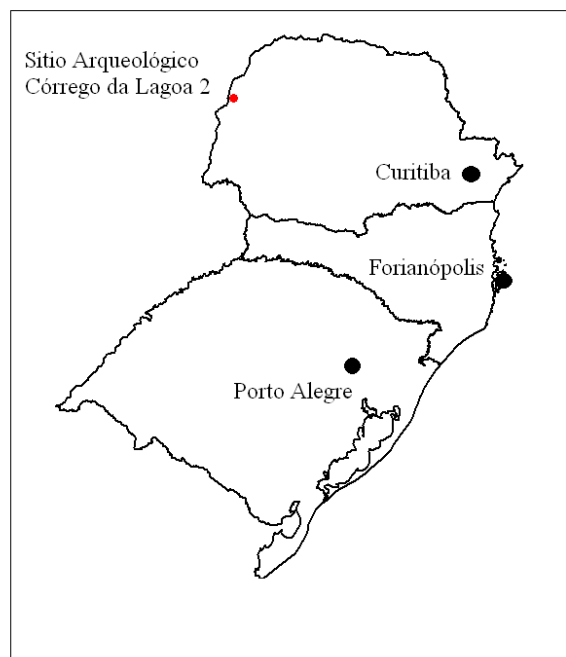 Sitio Arqueológico
Córrego da Lagoa 2
Curitiba
Forianópolis
Porto Alegre